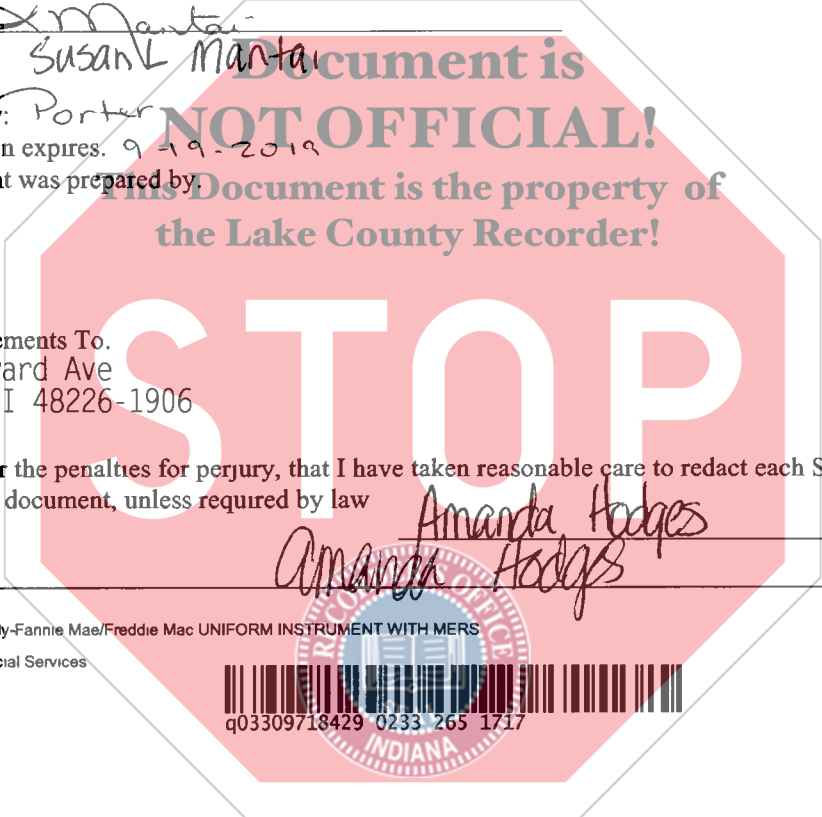 Mantai
Susan L Mantai
Document is
: Porter
NOT OFFICIAL!
n expires. 9-19-2019
t was prepared by.
This Document is the property of
the Lake County Recorder!
STOP
ements To.
ard Ave
I 48226-1906
r the penalties for perjury, that I have taken reasonable care to redact each S
document, unless required by law
Amanda Hodges
Amanda Hodges
RECORDER OFFICE
y-Fannie Mae/Freddie Mac UNIFORM INSTRUMENT WITH MERS
cial Services
q03309718429 0233 265 1717
INDIANA